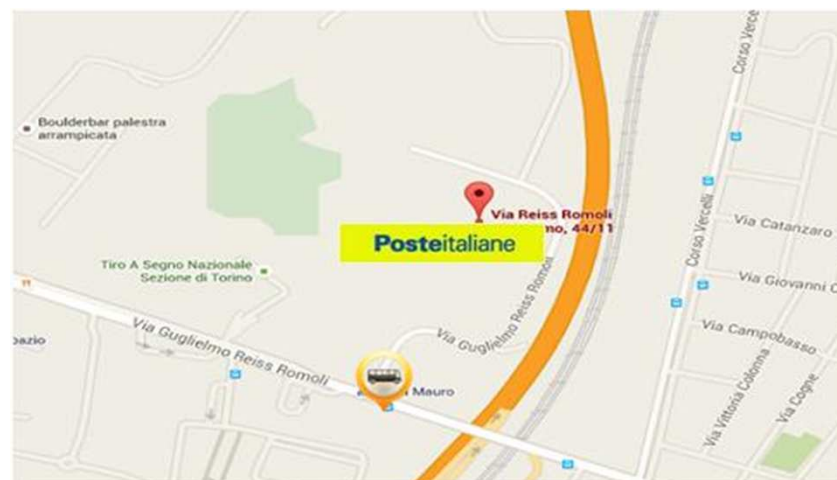 Corso Vercelli
Boulderbar palestra
arrampicata
Via Reiss Romoli
mo, 44/11
Posteitaliane
Corso Vercelli
Via Catanzaro
Tiro A Segno Nazionale
Sezione di Torino
Via Guglielmo Reiss Romoli
Via Giovanni C
Via Guglielmo Reiss Romoli
Via Campobasso
pazio
Mauro
Via Vittoria Colonna
Via Cogne